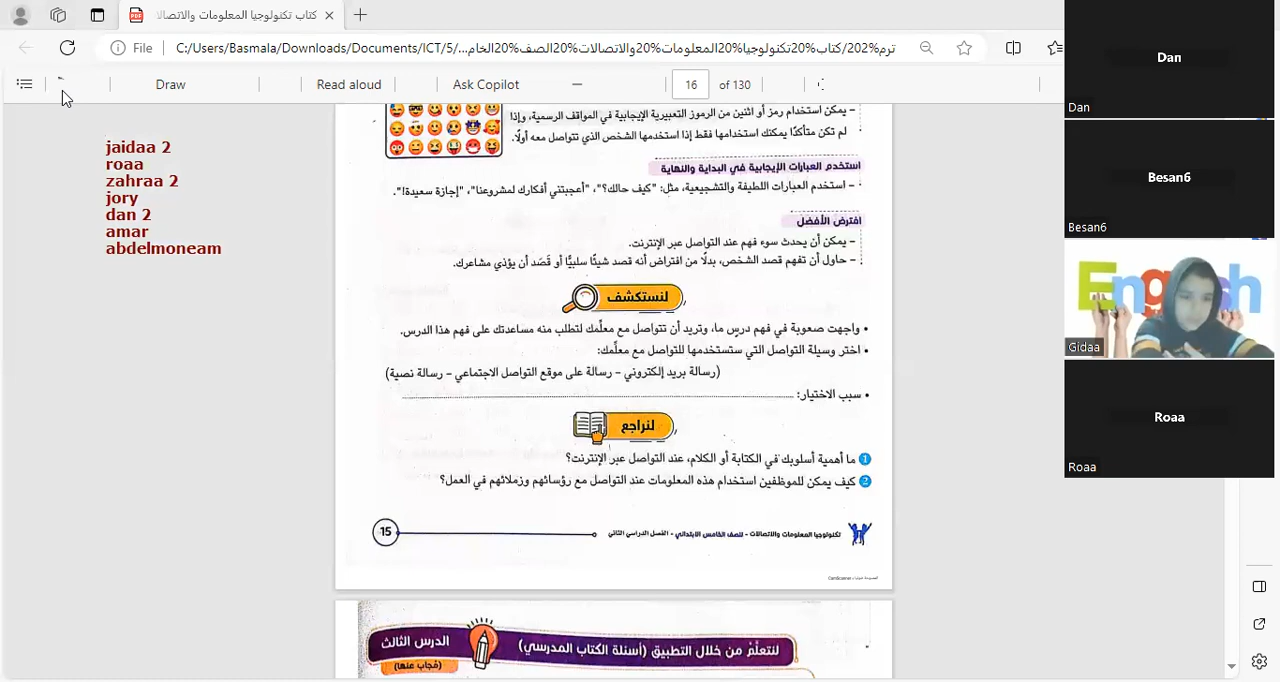 كتاب تكنولوجيا المعلومات والاتصالا
File
C:/Users/Basmala/Downloads/Documents/ICT/5/...كتاب%20تكنولوجيا%20المعلومات%20والاتصالات%20الصف%20الخام/ترم%202
Draw
Read aloud
Ask Copilot
16 of 130
jaidaa 2
roaa
zahraa 2
jory
dan 2
amar
abdelmoneam
– يمكن استخدام رمز أو اثنين من الرموز التعبيرية الإيجابية في المواقف الرسمية، وإذا
لم تكن متأكدًا يمكنك استخدامها فقط إذا استخدمها الشخص الذي تتواصل معه أولًا.
استخدم العبارات الإيجابية في البداية والنهاية
– استخدم العبارات اللطيفة والتشجيعية، مثل: "كيف حالك؟"، "أعجبتني أفكارك لمشروعنا"، "إجازة سعيدة!".
افترض الأفضل
– يمكن أن يحدث سوء فهم عند التواصل عبر الإنترنت.
– حاول أن تفهم قصد الشخص، بدلًا من افتراض أنه قصد شيئًا سلبيًّا أو قَصَد أن يؤذي مشاعرك.
لنستكشف
• واجهت صعوبة في فهم درسٍ ما، وتريد أن تتواصل مع معلِّمك لتطلب منه مساعدتك على فهم هذا الدرس.
• اختر وسيلة التواصل التي ستستخدمها للتواصل مع معلِّمك:
(رسالة بريد إلكتروني – رسالة على موقع التواصل الاجتماعي – رسالة نصية)
• سبب الاختيار:
لنراجع
1 ما أهمية أسلوبك في الكتابة أو الكلام، عند التواصل عبر الإنترنت؟
2 كيف يمكن للموظفين استخدام هذه المعلومات عند التواصل مع رؤسائهم وزملائهم في العمل؟
تكنولوجيا المعلومات والاتصالات – للصف الخامس الابتدائي – الفصل الدراسي الثاني
15
CamScanner
الدرس الثالث
لنتعلَّمْ من خلال التطبيق (أسئلة الكتاب المدرسي)
(مُجاب عنها)
Dan
Dan
Besan6
Besan6
English
Gidaa
Roaa
Roaa